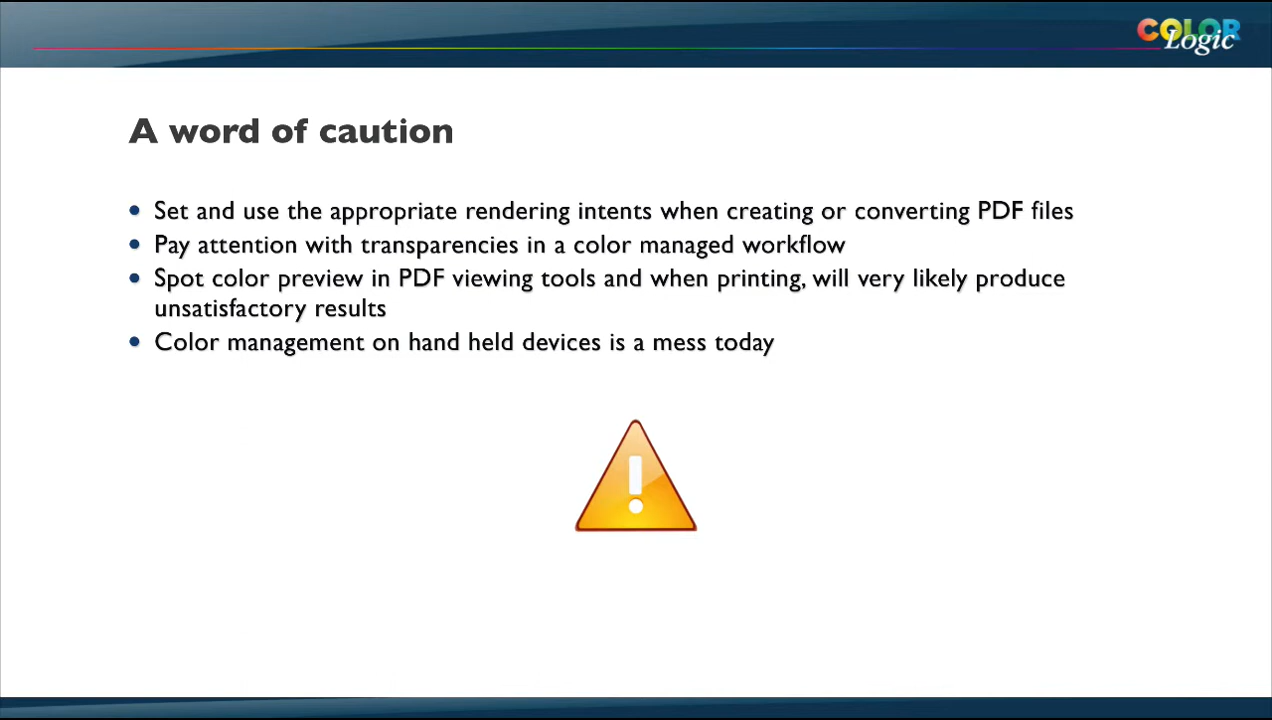 COLOR
Logic
A word of caution
• Set and use the appropriate rendering intents when creating or converting PDF files
• Pay attention with transparencies in a color managed workflow
• Spot color preview in PDF viewing tools and when printing, will very likely produce
unsatisfactory results
• Color management on hand held devices is a mess today